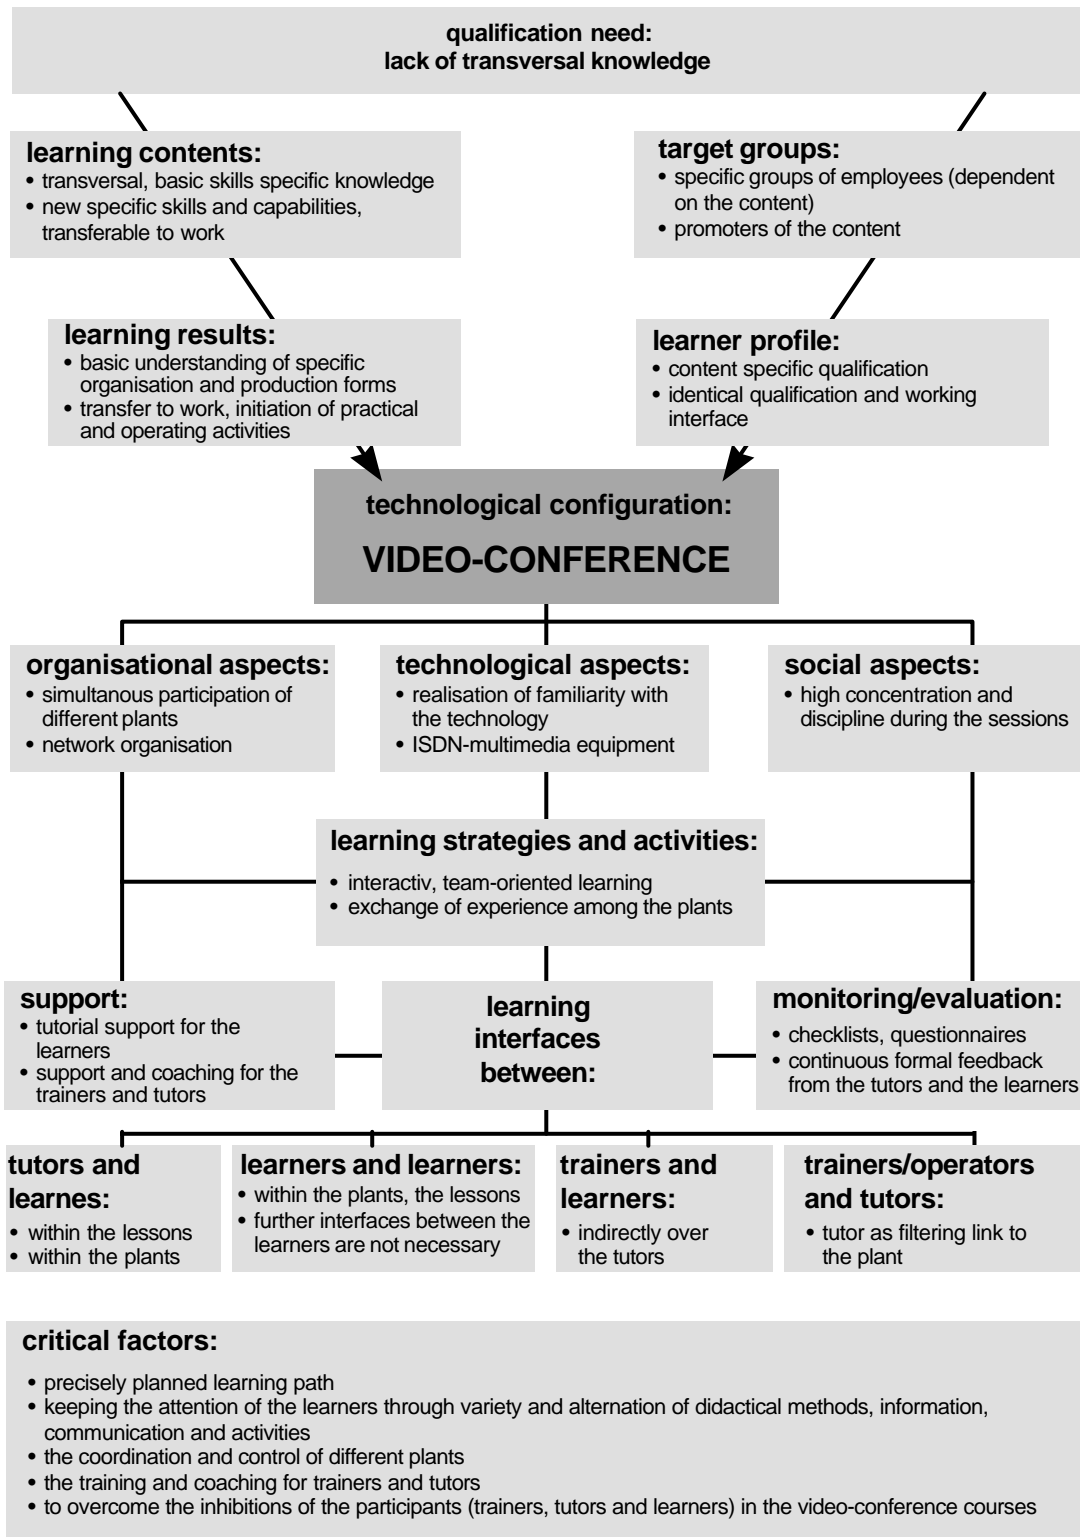 qualification need:
lack of transversal knowledge
learning contents:
• transversal, basic skills specific knowledge
• new specific skills and capabilities,
transferable to work
target groups:
• specific groups of employees (dependent
on the content)
• promoters of the content
learning results:
• basic understanding of specific
organisation and production forms
• transfer to work, initiation of practical
and operating activities
learner profile:
• content specific qualification
• identical qualification and working
interface
technological configuration:
VIDEO-CONFERENCE
organisational aspects:
• simultanous participation of
different plants
• network organisation
technological aspects:
• realisation of familiarity with
the technology
• ISDN-multimedia equipment
social aspects:
• high concentration and
discipline during the sessions
learning strategies and activities:
• interactiv, team-oriented learning
• exchange of experience among the plants
support:
• tutorial support for the
learners
• support and coaching for the
trainers and tutors
learning
interfaces
between:
monitoring/evaluation:
• checklists, questionnaires
• continuous formal feedback
from the tutors and the learners
tutors and
learnes:
• within the lessons
• within the plants
learners and learners:
• within the plants, the lessons
• further interfaces between the
learners are not necessary
trainers and
learners:
• indirectly over
the tutors
trainers/operators
and tutors:
• tutor as filtering link to
the plant
critical factors:
• precisely planned learning path
• keeping the attention of the learners through variety and alternation of didactical methods, information,
communication and activities
• the coordination and control of different plants
• the training and coaching for trainers and tutors
• to overcome the inhibitions of the participants (trainers, tutors and learners) in the video-conference courses